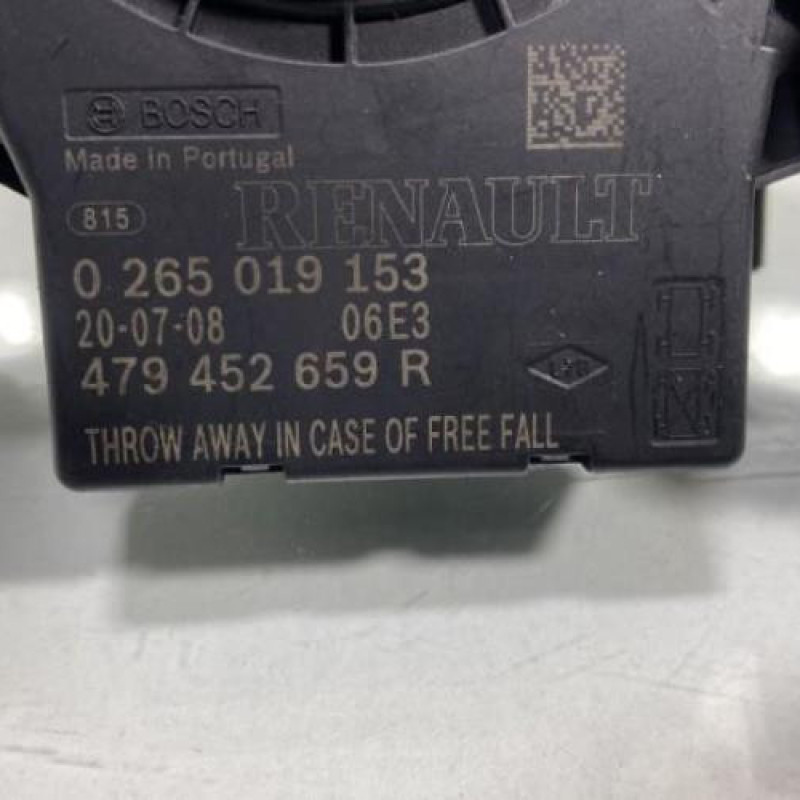 BOSCH
Made in Portugal
RENAULT
815
0 265 019 153
20-07-08 06E3
479 452 659 R
THROW AWAY IN CASE OF FREE FALL